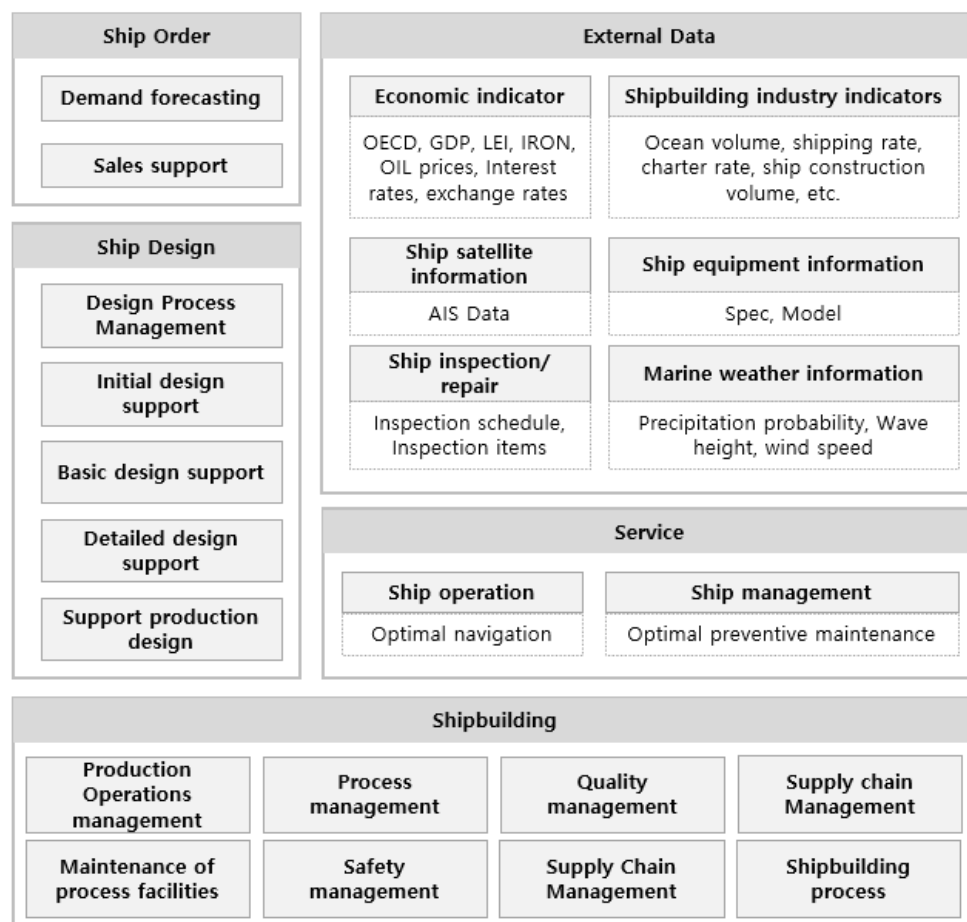 Ship Order
Demand forecasting
Sales support
Ship Design
Design Process
Management
Initial design
support
Basic design support
Detailed design
support
Support production
design
External Data
Economic indicator
OECD, GDP, LEI, IRON,
OIL prices, Interest
rates, exchange rates
Shipbuilding industry indicators
Ocean volume, shipping rate,
charter rate, ship construction
volume, etc.
Ship satellite
information
AIS Data
Ship equipment information
Spec, Model
Ship inspection/
repair
Inspection schedule,
Inspection items
Marine weather information
Precipitation probability, Wave
height, wind speed
Service
Ship operation
Optimal navigation
Ship management
Optimal preventive maintenance
Shipbuilding
Production
Operations
management
Process
management
Quality
management
Supply chain
Management
Maintenance of
process facilities
Safety
management
Supply Chain
Management
Shipbuilding
process